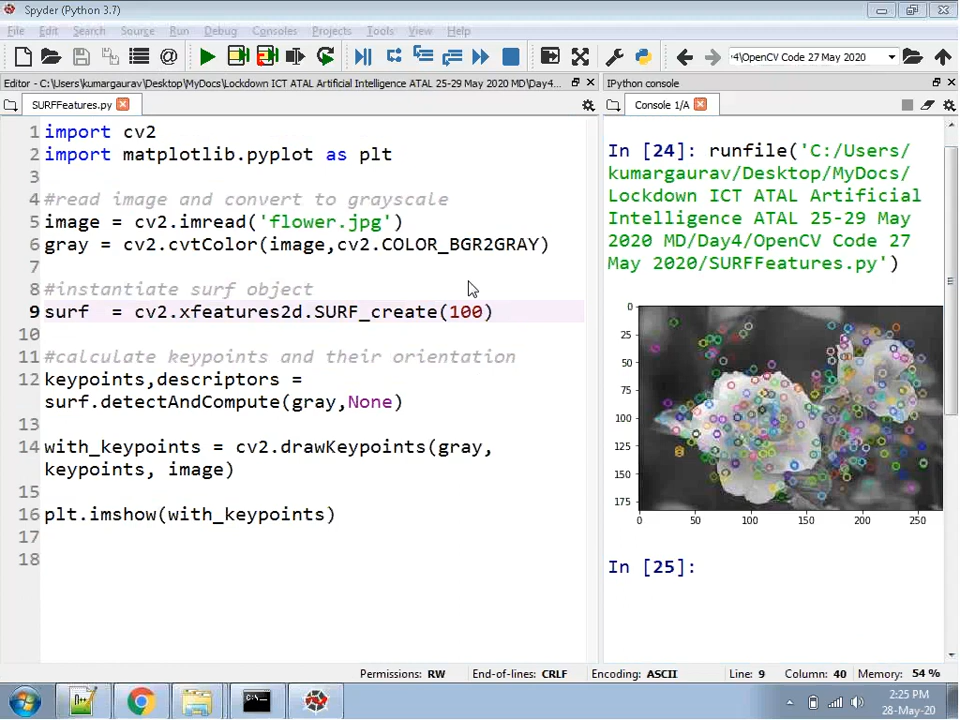 Spyder (Python 3.7)
File Edit Search Source Run Debug Consoles Projects Tools View Help
4\OpenCV Code 27 May 2020
Editor - C:\Users\kumargaurav\Desktop\MyDocs\Lockdown ICT ATAL Artificial Intelligence ATAL 25-29 May 2020 MD\Day4\OpenC...
SURFFeatures.py
1 import cv2
2 import matplotlib.pyplot as plt
3
4 #read image and convert to grayscale
5 image = cv2.imread('flower.jpg')
6 gray = cv2.cvtColor(image,cv2.COLOR_BGR2GRAY)
7
8 #instantiate surf object
9 surf  = cv2.xfeatures2d.SURF_create(100)
10
11 #calculate keypoints and their orientation
12 keypoints,descriptors =
surf.detectAndCompute(gray,None)
13
14 with_keypoints = cv2.drawKeypoints(gray,
keypoints, image)
15
16 plt.imshow(with_keypoints)
17
18
IPython console
Console 1/A
In [24]: runfile('C:/Users/
kumargaurav/Desktop/MyDocs/
Lockdown ICT ATAL Artificial
Intelligence ATAL 25-29 May
2020 MD/Day4/OpenCV Code 27
May 2020/SURFFeatures.py')
0
25
50
75
100
125
150
175
0 50 100 150 200 250
In [25]:
Permissions: RW End-of-lines: CRLF Encoding: ASCII Line: 9 Column: 40 Memory: 54 %
2:25 PM
28-May-20